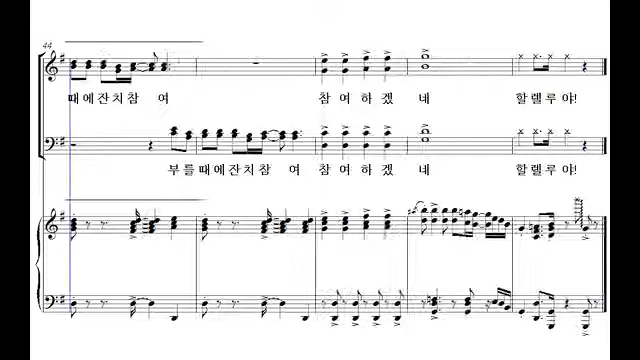 44
때에잔치참 여 참 여 하 겠 네 할렐루야!
부를때에잔치참 여 참 여 하 겠 네 할렐루야!